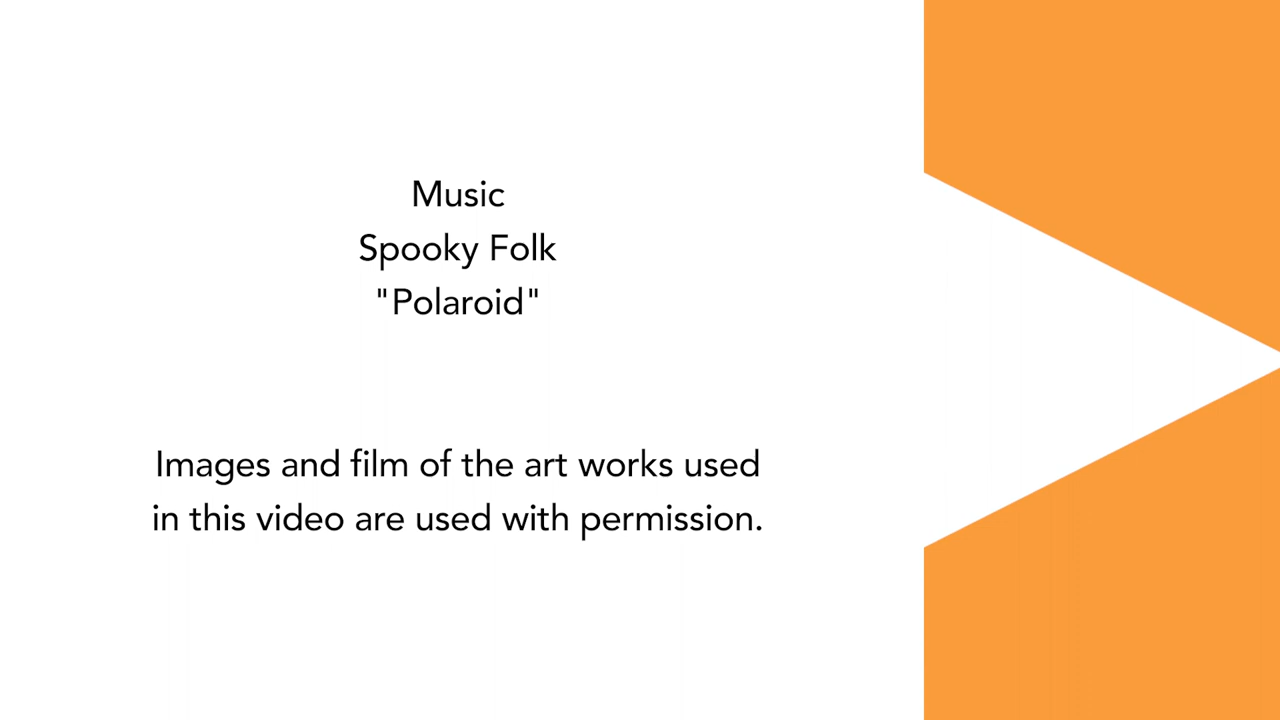 Music
Spooky Folk
"Polaroid"
Images and film of the art works used
in this video are used with permission.